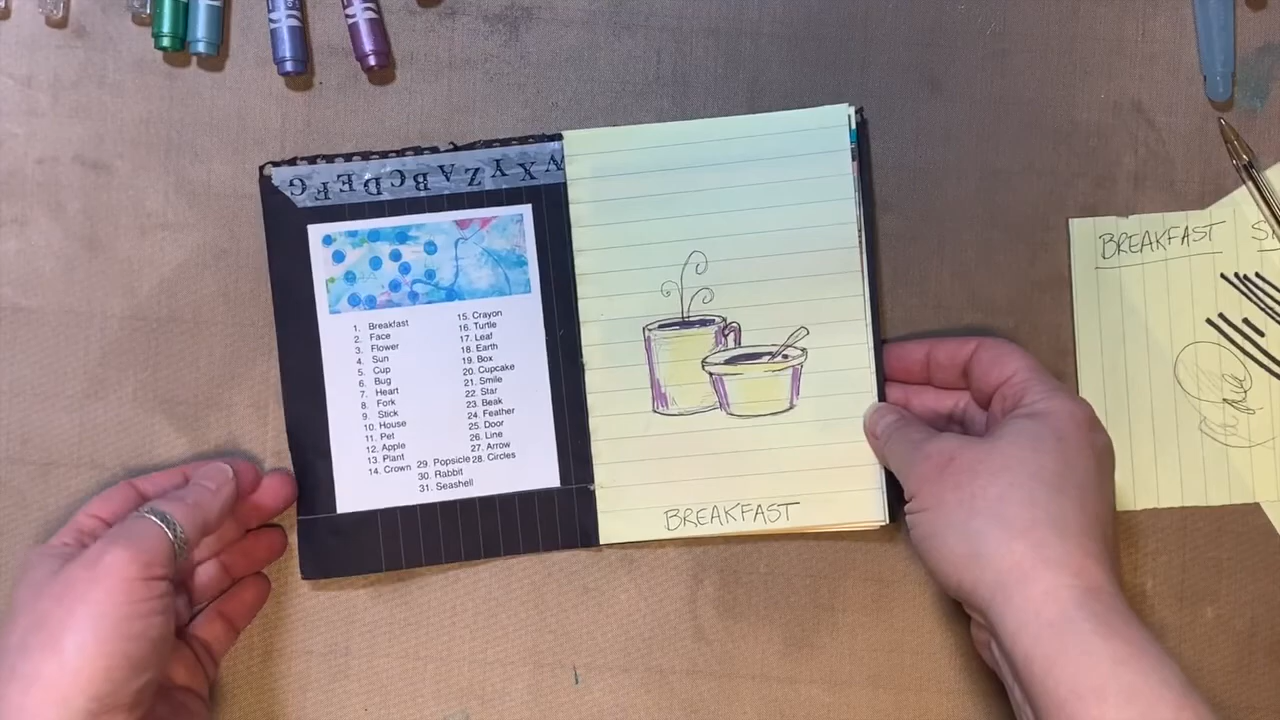 G F E D C B A Z Y X W
1. Breakfast
2. Face
3. Flower
4. Sun
5. Cup
6. Bug
7. Heart
8. Fork
9. Stick
10. House
11. Pet
12. Apple
13. Plant
14. Crown
15. Crayon
16. Turtle
17. Leaf
18. Earth
19. Box
20. Cupcake
21. Smile
22. Star
23. Beak
24. Feather
25. Door
26. Line
27. Arrow
28. Circles
29. Popsicle
30. Rabbit
31. Seashell
BREAKFAST
BREAKFAST